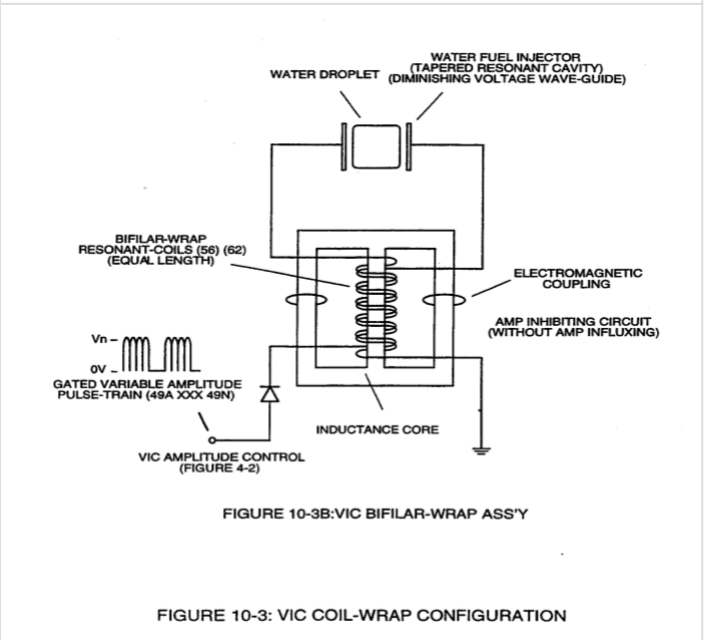 WATER FUEL INJECTOR
(TAPERED RESONANT CAVITY)
WATER DROPLET (DIMINISHING VOLTAGE WAVE-GUIDE)
BIFILAR-WRAP
RESONANT-COILS (56) (62)
(EQUAL LENGTH)
ELECTROMAGNETIC
COUPLING
AMP INHIBITING CIRCUIT
(WITHOUT AMP INFLUXING)
Vn
0V
GATED VARIABLE AMPLITUDE
PULSE-TRAIN (49A XXX 49N)
INDUCTANCE CORE
VIC AMPLITUDE CONTROL
(FIGURE 4-2)
FIGURE 10-3B:VIC BIFILAR-WRAP ASS'Y
FIGURE 10-3: VIC COIL-WRAP CONFIGURATION